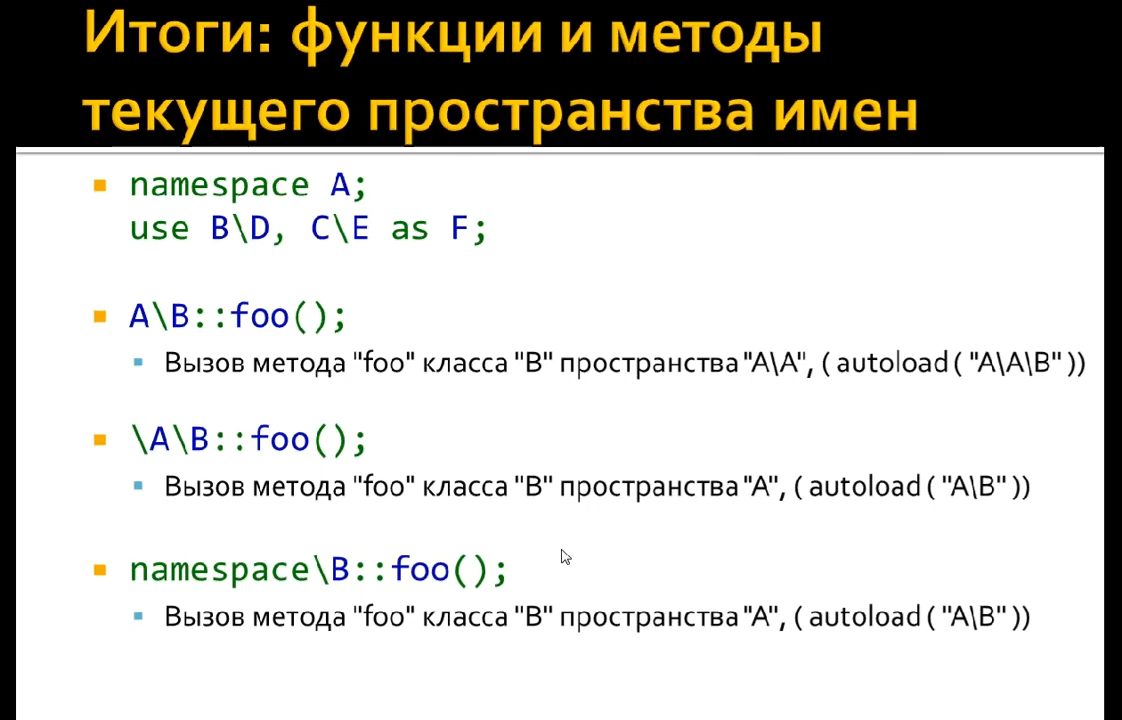 Итоги: функции и методы
текущего пространства имен
namespace A;
use B\D, C\E as F;
A\B::foo();
Вызов метода "foo" класса "B" пространства "A\A", ( autoload ( "A\A\B" ))
\A\B::foo();
Вызов метода "foo" класса "B" пространства "A", ( autoload ( "A\B" ))
namespace\B::foo();
Вызов метода "foo" класса "B" пространства "A", ( autoload ( "A\B" ))